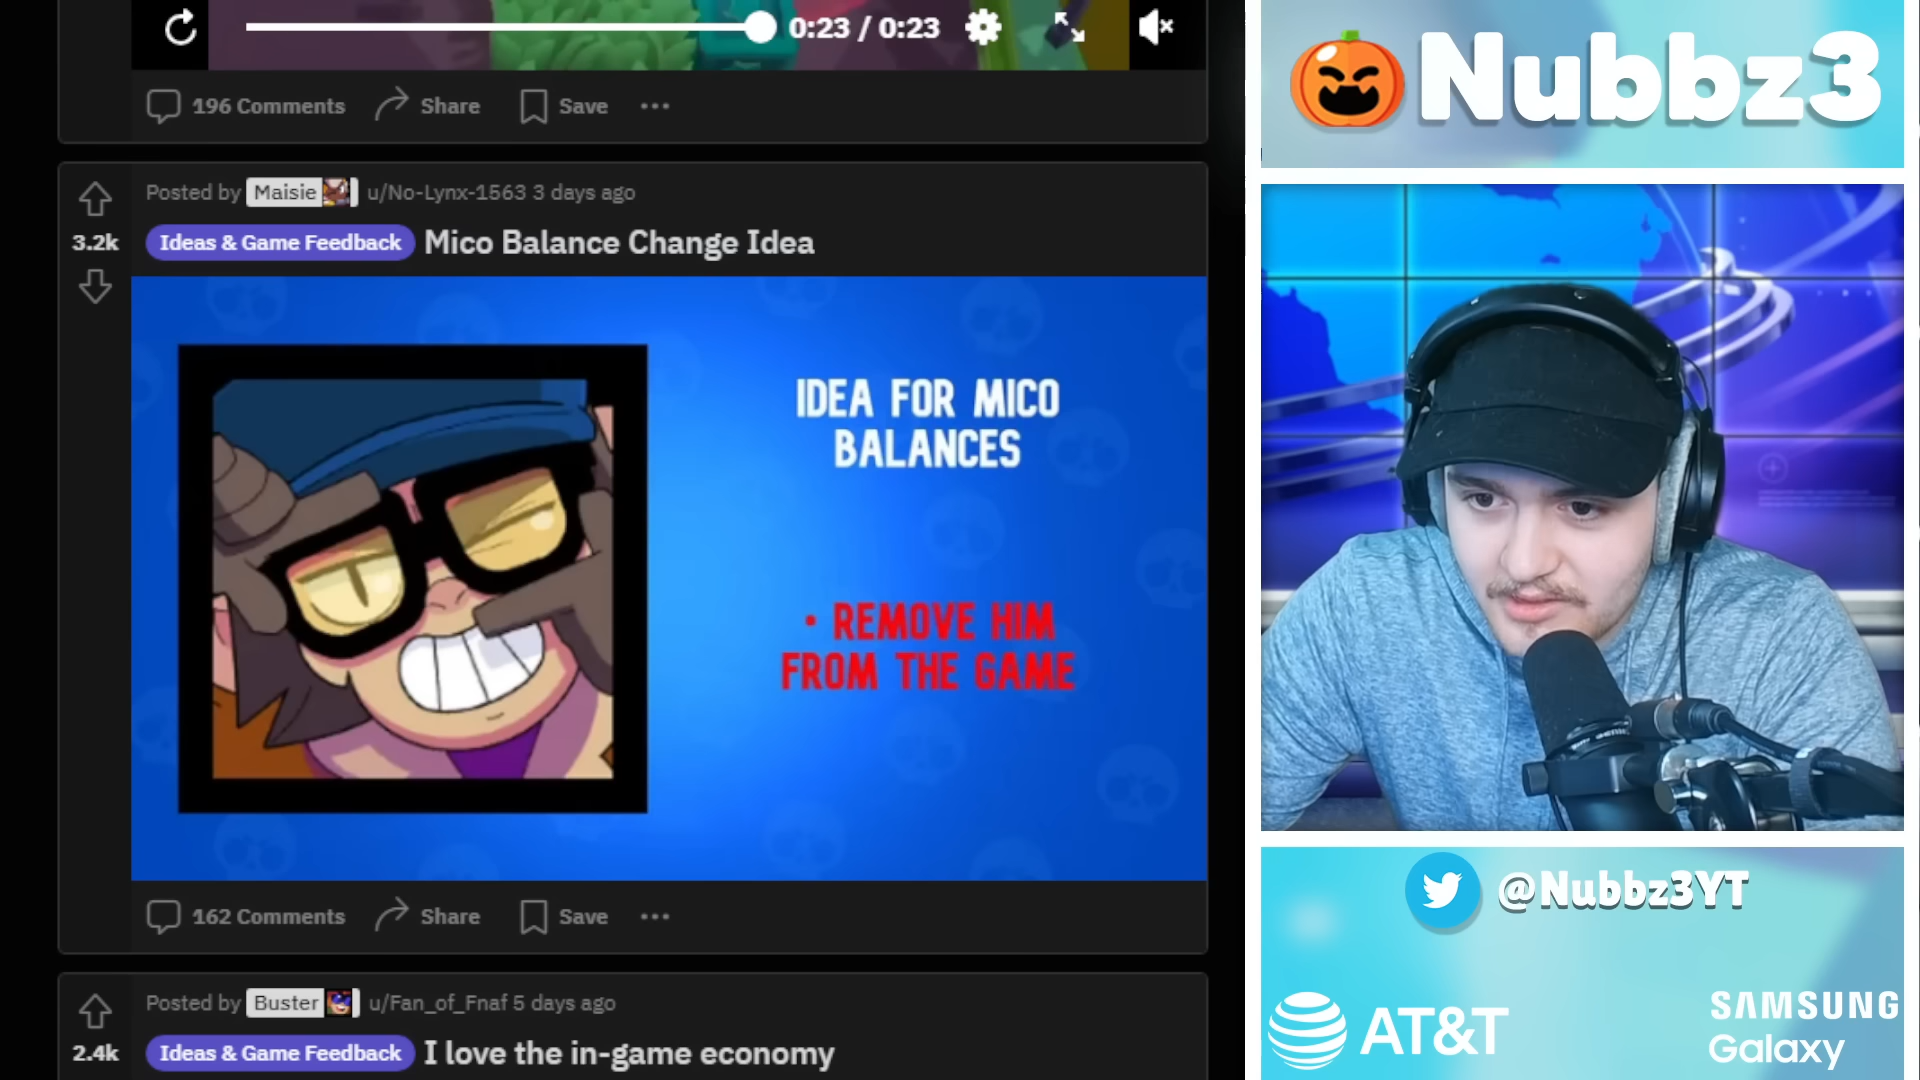 0:23 / 0:23
196 Comments Share Save
Posted by Maisie u/No-Lynx-1563 3 days ago
3.2k
Ideas & Game Feedback Mico Balance Change Idea
IDEA FOR MICO
BALANCES
• REMOVE HIM
FROM THE GAME
162 Comments Share Save
Posted by Buster u/Fan_of_Fnaf 5 days ago
2.4k
Ideas & Game Feedback I love the in-game economy
Nubbz3
@Nubbz3YT
AT&T
SAMSUNG
Galaxy